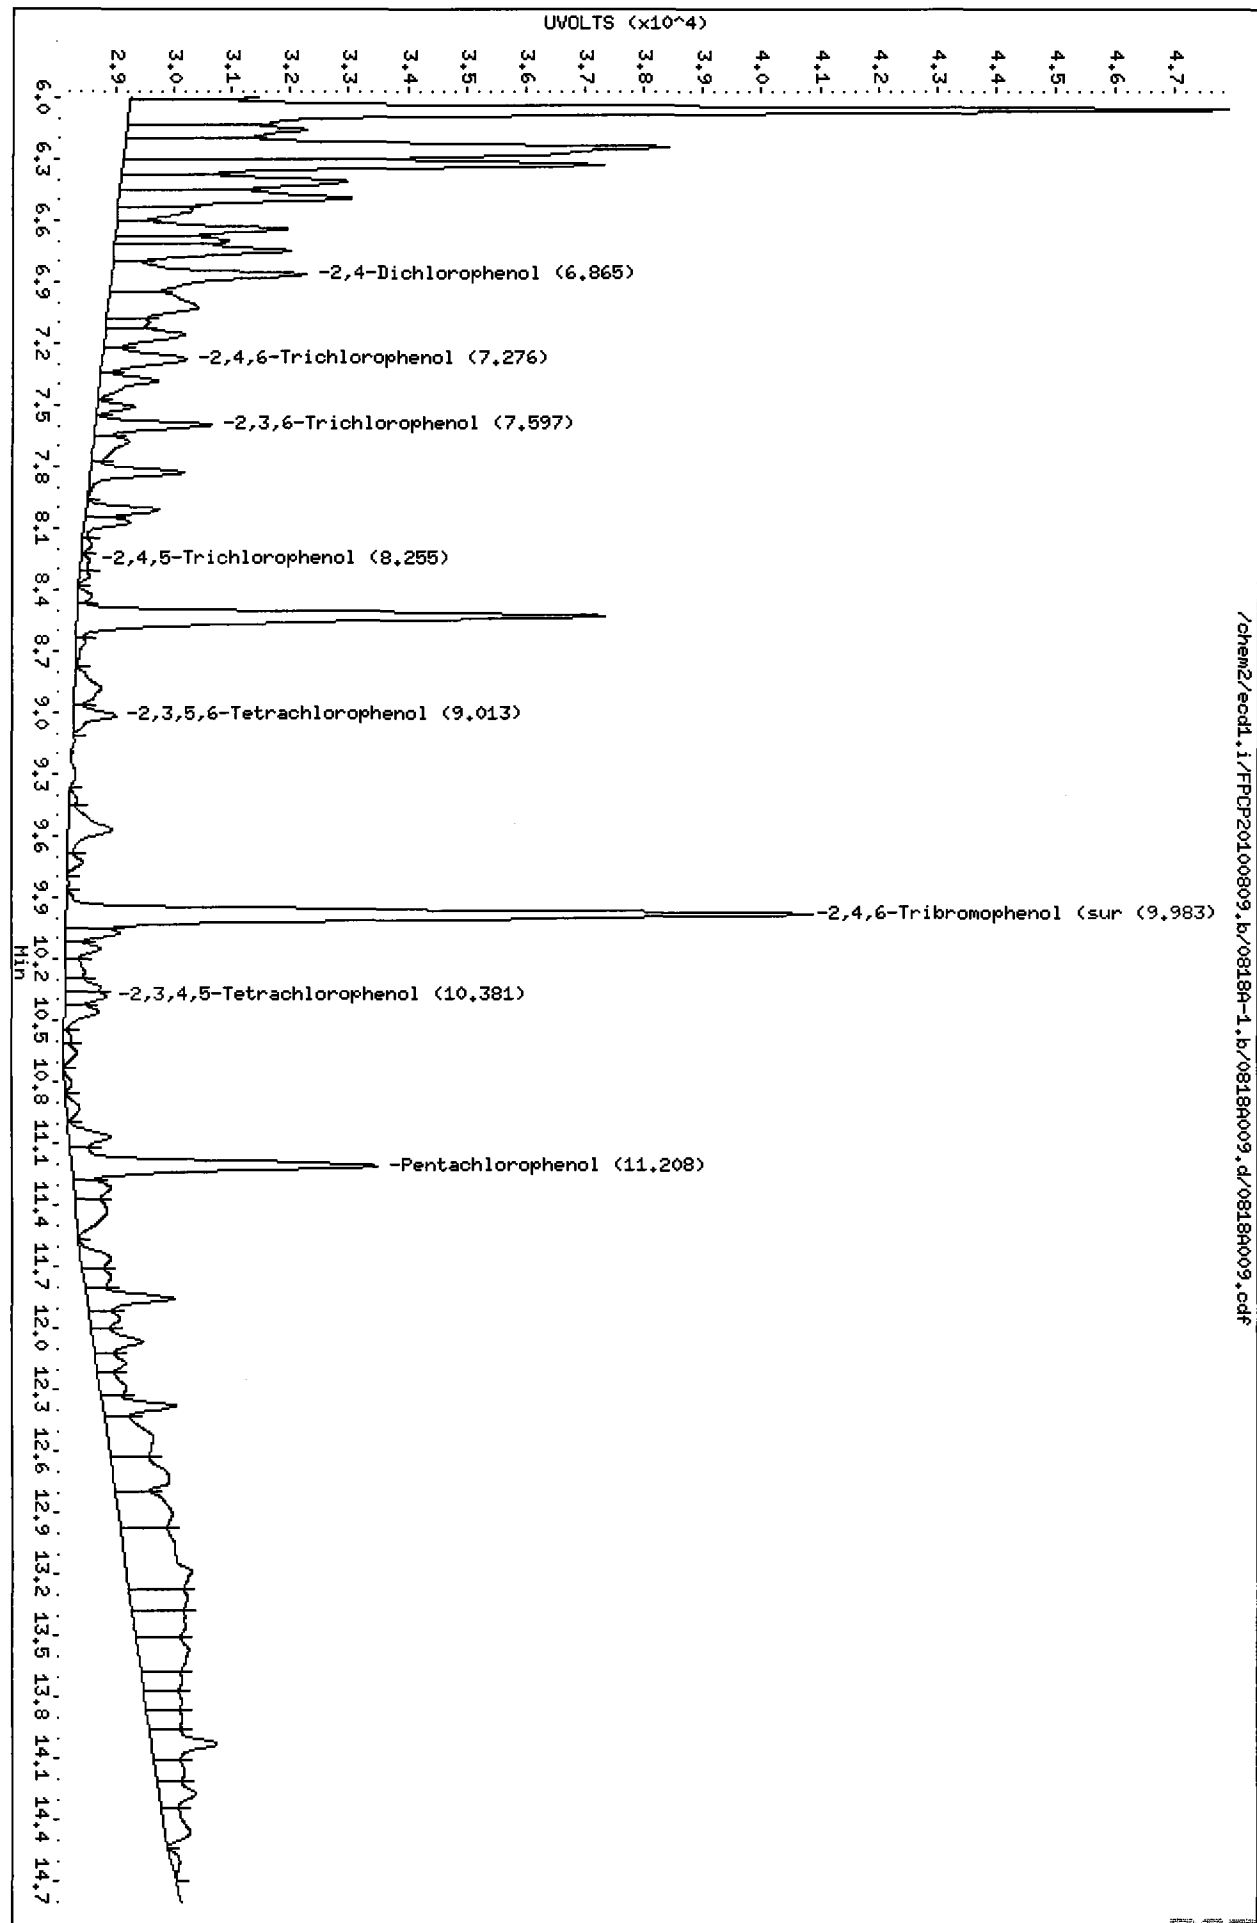 /chem2/ecd1.i/FPCP20100809.b/0818A-1.b/0818A009.d/0818A009.cdf
UVOLTS (x10^4)
2.9
3.0
3.1
3.2
3.3
3.4
3.5
3.6
3.7
3.8
3.9
4.0
4.1
4.2
4.3
4.4
4.5
4.6
4.7
-2,4-Dichlorophenol (6.865)
-2,4,6-Trichlorophenol (7.276)
-2,3,6-Trichlorophenol (7.597)
-2,4,5-Trichlorophenol (8.255)
-2,3,5,6-Tetrachlorophenol (9.013)
-2,4,6-Tribromophenol (sur (9.983)
-2,3,4,5-Tetrachlorophenol (10.381)
-Pentachlorophenol (11.208)
6.0 6.3 6.6 6.9 7.2 7.5 7.8 8.1 8.4 8.7 9.0 9.3 9.6 9.9 10.2 10.5 10.8 11.1 11.4 11.7 12.0 12.3 12.6 12.9 13.2 13.5 13.8 14.1 14.4 14.7
Min